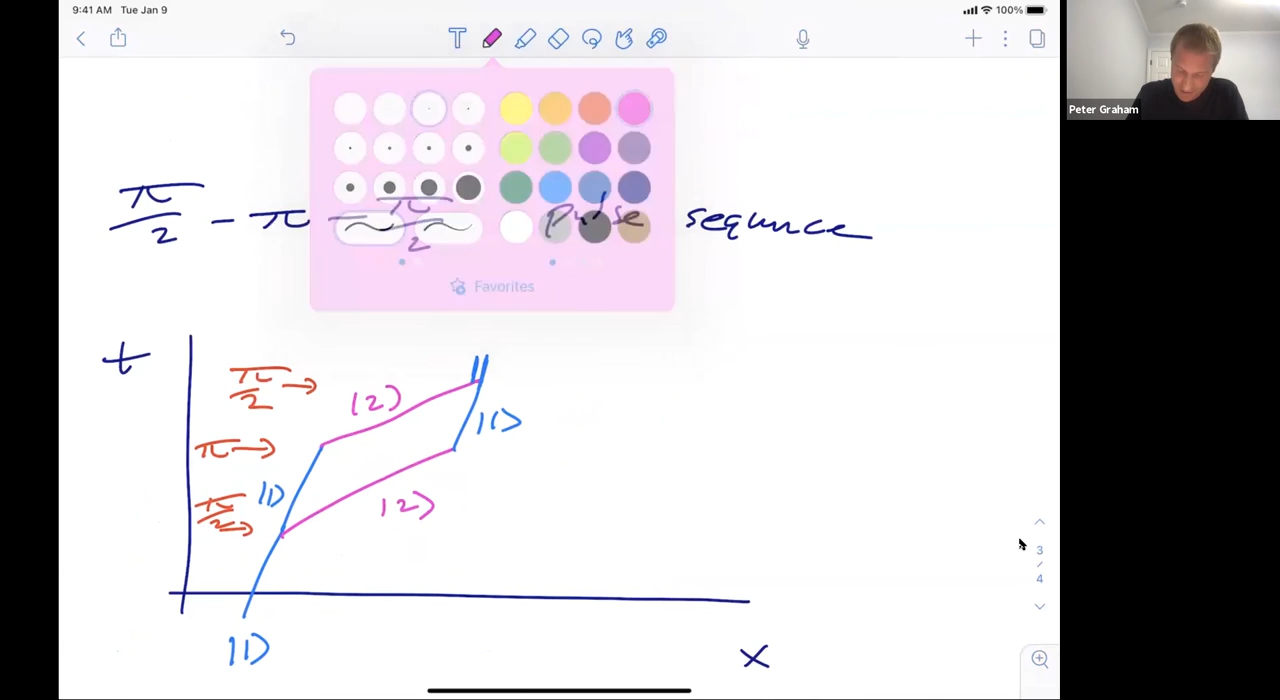 9:41 AM Tue Jan 9
100%
Peter Graham
π/2 - π - π/2 pulse sequnce
Favorites
t
π/2 →
|2⟩
π →
|1⟩
|1⟩
π/2 →
|2⟩
3
/
4
|1⟩
x